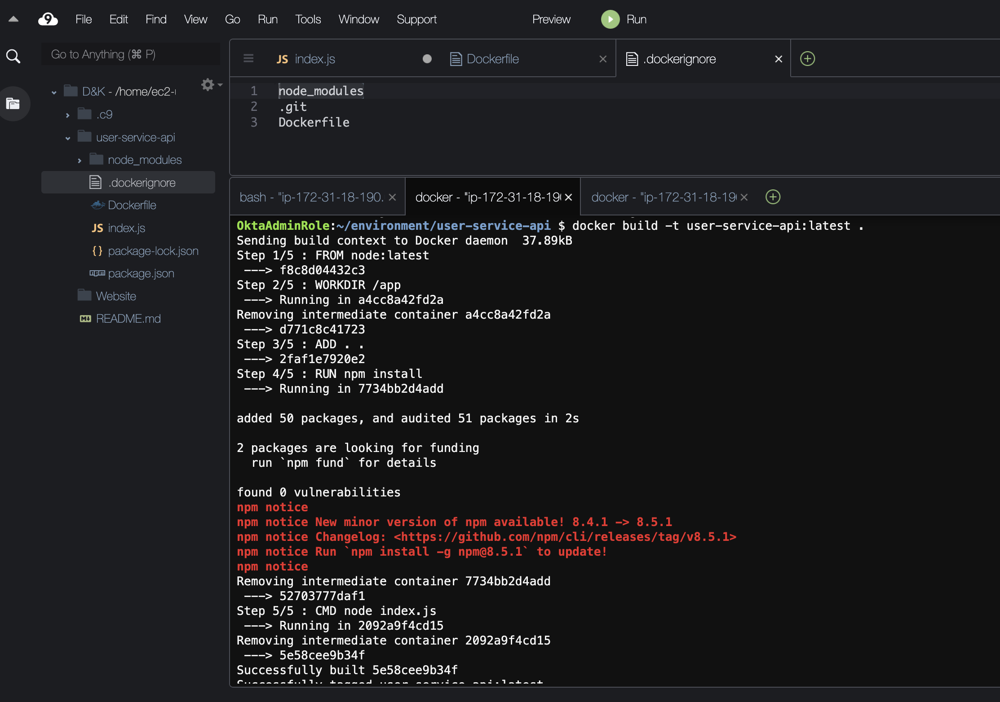 File Edit Find View Go Run Tools Window Support Preview Run
Go to Anything (⌘ P)
D&K - /home/ec2-
.c9
user-service-api
node_modules
.dockerignore
Dockerfile
JS index.js
{} package-lock.json
package.json
Website
README.md
JS index.js Dockerfile .dockerignore
1 node_modules
2 .git
3 Dockerfile
bash - "ip-172-31-18-190. docker - "ip-172-31-18-19 docker - "ip-172-31-18-19
OktaAdminRole:~/environment/user-service-api $ docker build -t user-service-api:latest .
Sending build context to Docker daemon  37.89kB
Step 1/5 : FROM node:latest
 ---> f8c8d04432c3
Step 2/5 : WORKDIR /app
 ---> Running in a4cc8a42fd2a
Removing intermediate container a4cc8a42fd2a
 ---> d771c8c41723
Step 3/5 : ADD . .
 ---> 2faf1e7920e2
Step 4/5 : RUN npm install
 ---> Running in 7734bb2d4add
added 50 packages, and audited 51 packages in 2s
2 packages are looking for funding
  run `npm fund` for details
found 0 vulnerabilities
npm notice
npm notice New minor version of npm available! 8.4.1 -> 8.5.1
npm notice Changelog: <https://github.com/npm/cli/releases/tag/v8.5.1>
npm notice Run `npm install -g npm@8.5.1` to update!
npm notice
Removing intermediate container 7734bb2d4add
 ---> 52703777daf1
Step 5/5 : CMD node index.js
 ---> Running in 2092a9f4cd15
Removing intermediate container 2092a9f4cd15
 ---> 5e58cee9b34f
Successfully built 5e58cee9b34f
Successfully tagged user-service-api:latest